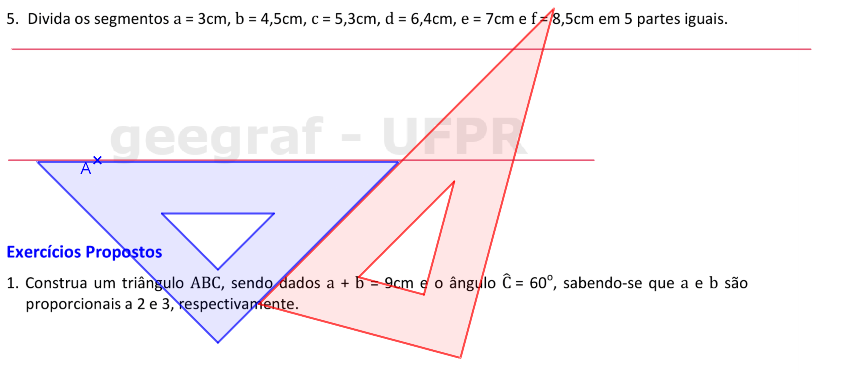 5. Divida os segmentos a = 3cm, b = 4,5cm, c = 5,3cm, d = 6,4cm, e = 7cm e f = 8,5cm em 5 partes iguais.
geegraf - UFPR
A
Exercícios Propostos
1. Construa um triângulo ABC, sendo dados a + b = 9cm e o ângulo Ĉ = 60º, sabendo-se que a e b são
proporcionais a 2 e 3, respectivamente.